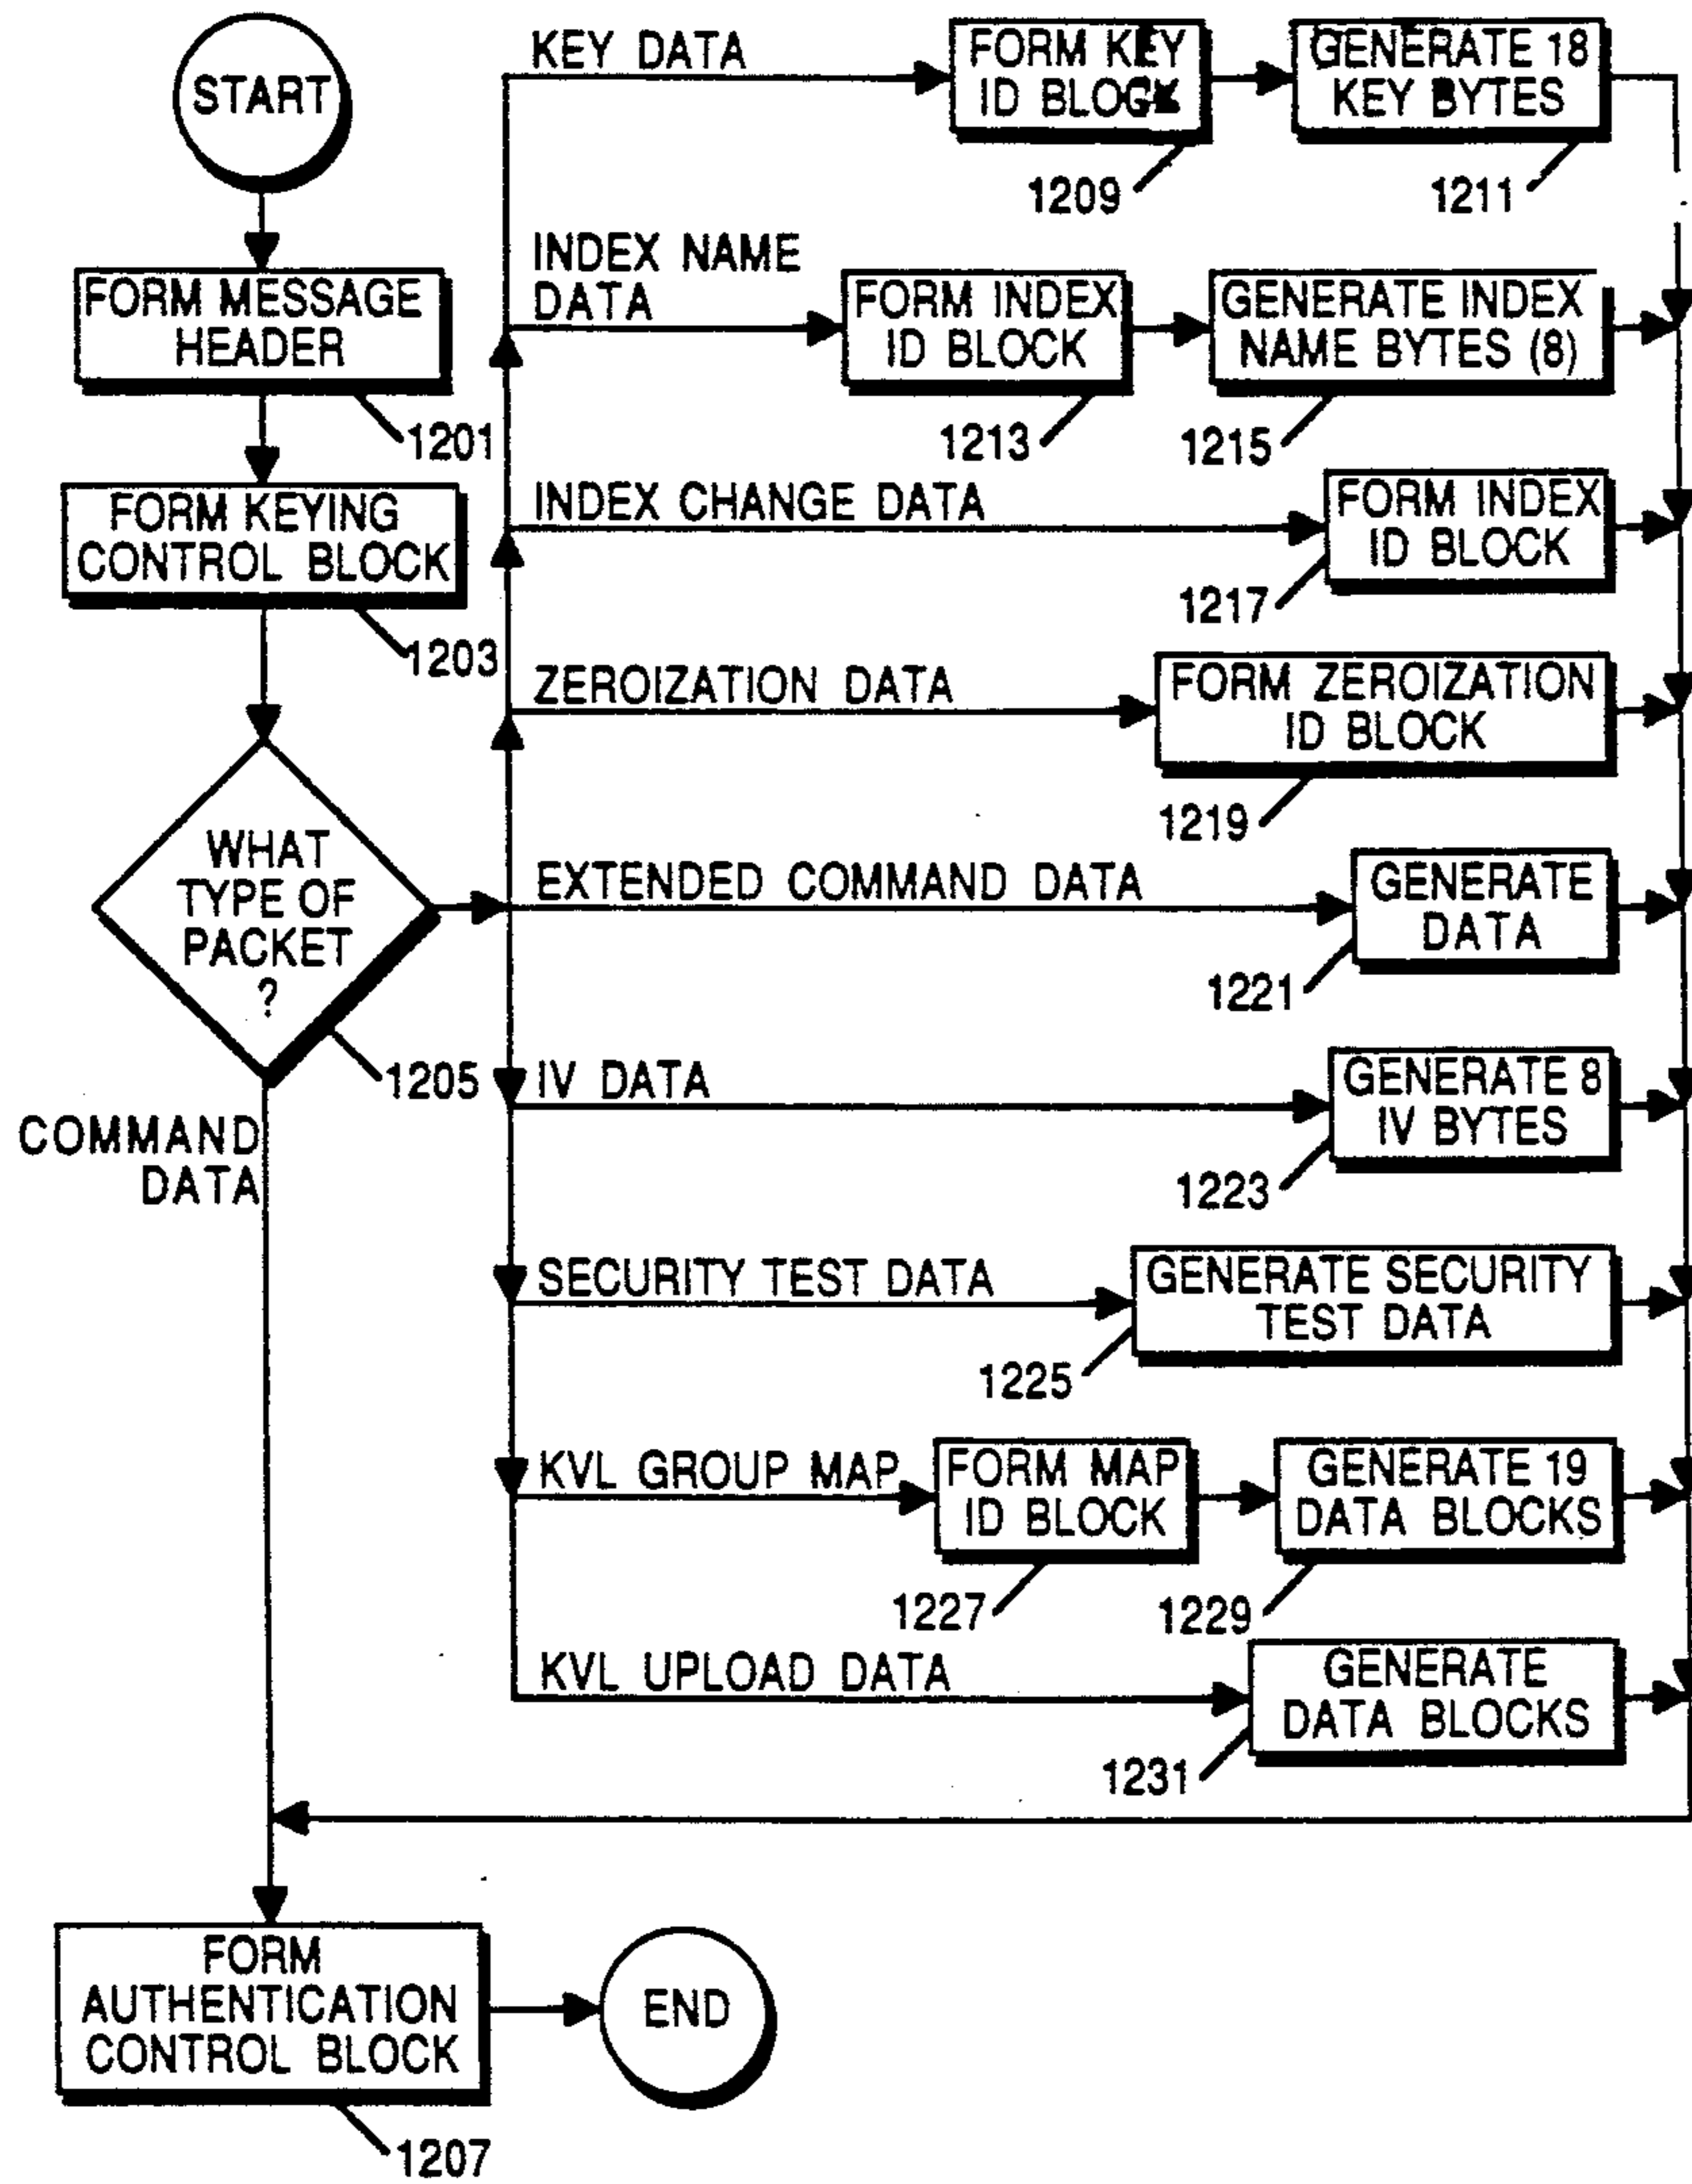 START
FORM MESSAGE
HEADER
1201
FORM KEYING
CONTROL BLOCK
1203
WHAT
TYPE OF
PACKET
?
1205
COMMAND
DATA
KEY DATA
FORM KEY
ID BLOCK
1209
GENERATE 18
KEY BYTES
1211
INDEX NAME
DATA
FORM INDEX
ID BLOCK
1213
GENERATE INDEX
NAME BYTES (8)
1215
INDEX CHANGE DATA
FORM INDEX
ID BLOCK
1217
ZEROIZATION DATA
FORM ZEROIZATION
ID BLOCK
1219
EXTENDED COMMAND DATA
GENERATE
DATA
1221
IV DATA
GENERATE 8
IV BYTES
1223
SECURITY TEST DATA
GENERATE SECURITY
TEST DATA
1225
KVL GROUP MAP
FORM MAP
ID BLOCK
1227
GENERATE 19
DATA BLOCKS
1229
KVL UPLOAD DATA
GENERATE
DATA BLOCKS
1231
FORM
AUTHENTICATION
CONTROL BLOCK
1207
END